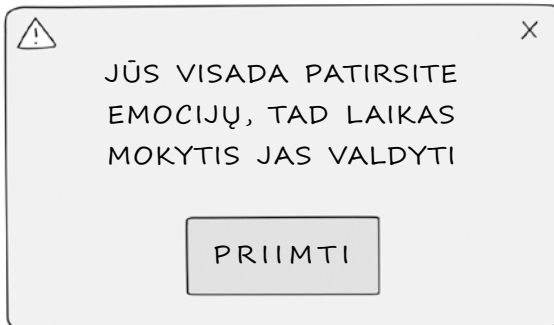 JŪS VISADA PATIRSITE
EMOCIJŲ, TAD LAIKAS
MOKYTIS JAS VALDYTI
PRIIMTI